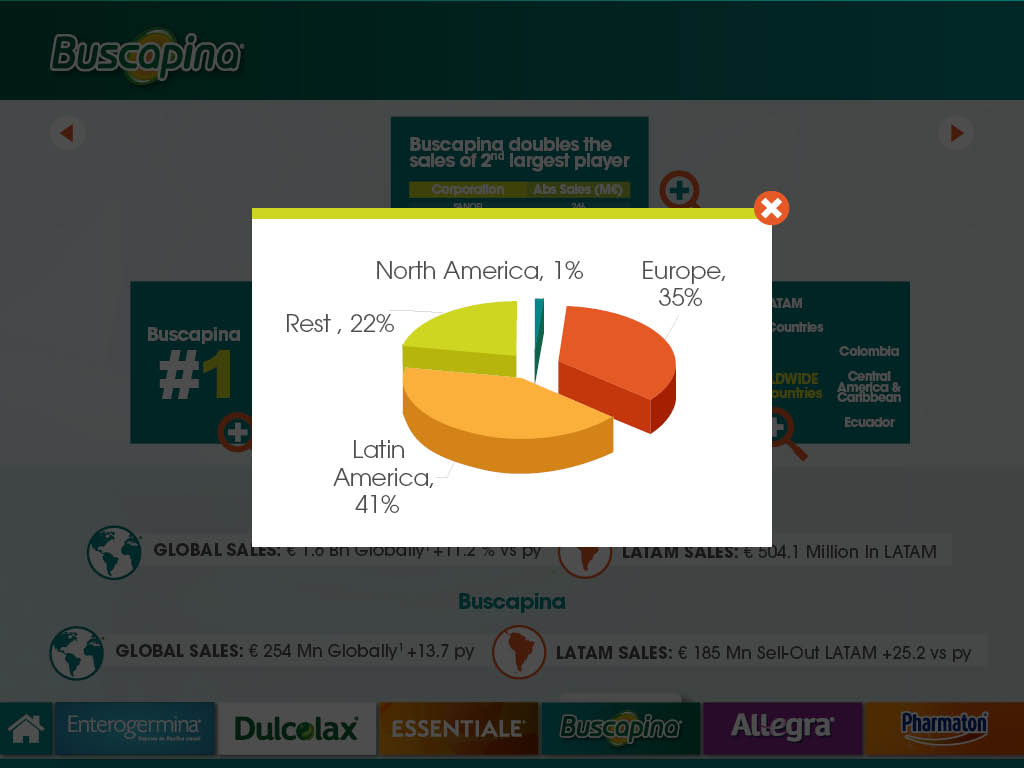 Buscapina
Buscapina doubles the
sales of 2nd largest player
Corporation Abs Sales (M€)
SANOFI 246
North America, 1%
Europe,
35%
Rest , 22%
Latin
America,
41%
Buscapina
#1
LATAM
Countries
Colombia
WORLDWIDE
Countries
Central
America &
Caribbean
Ecuador
GLOBAL SALES: € 1.6 Bn Globally¹ +11.2 % vs py
LATAM SALES: € 504.1 Million In LATAM
Buscapina
GLOBAL SALES: € 254 Mn Globally¹ +13.7 py
LATAM SALES: € 185 Mn Sell-Out LATAM +25.2 vs py
Enterogermina
Dulcolax
ESSENTIALE
Buscapina
Allegra
Pharmaton